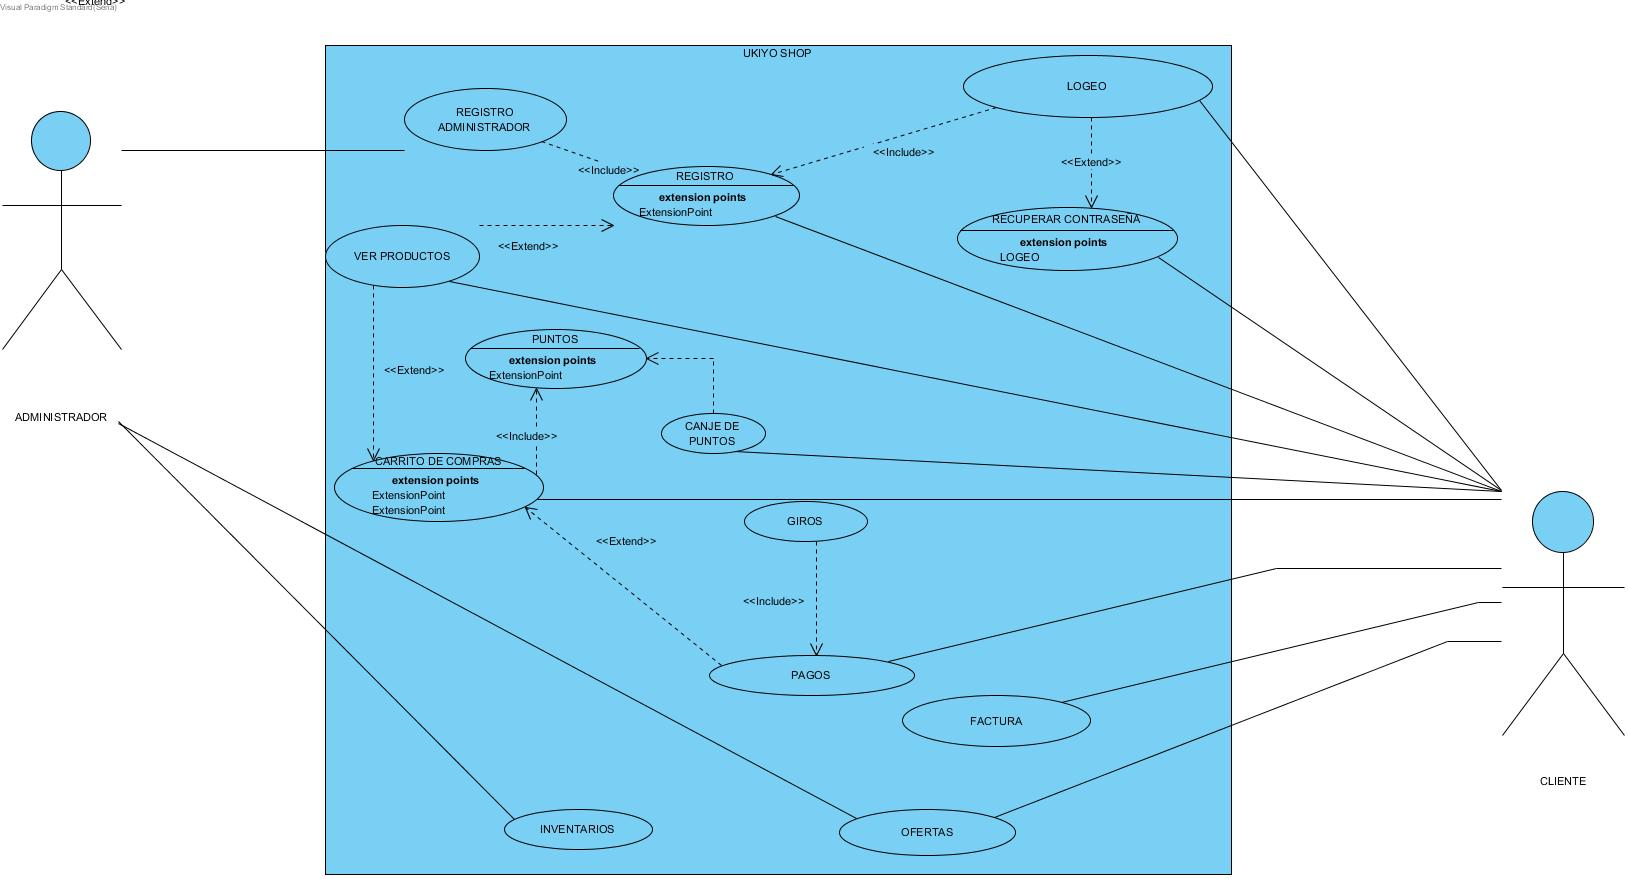 <<Extend>>
Visual Paradigm Standard(Sena)
UKIYO SHOP
LOGEO
REGISTRO
ADMINISTRADOR
<<Include>>
<<Extend>>
<<Include>>
REGISTRO
extension points
ExtensionPoint
RECUPERAR CONTRASENA
extension points
LOGEO
<<Extend>>
VER PRODUCTOS
PUNTOS
extension points
ExtensionPoint
<<Extend>>
ADMINISTRADOR
CANJE DE
PUNTOS
<<Include>>
CARRITO DE COMPRAS
extension points
ExtensionPoint
ExtensionPoint
GIROS
<<Extend>>
<<Include>>
PAGOS
FACTURA
CLIENTE
INVENTARIOS
OFERTAS